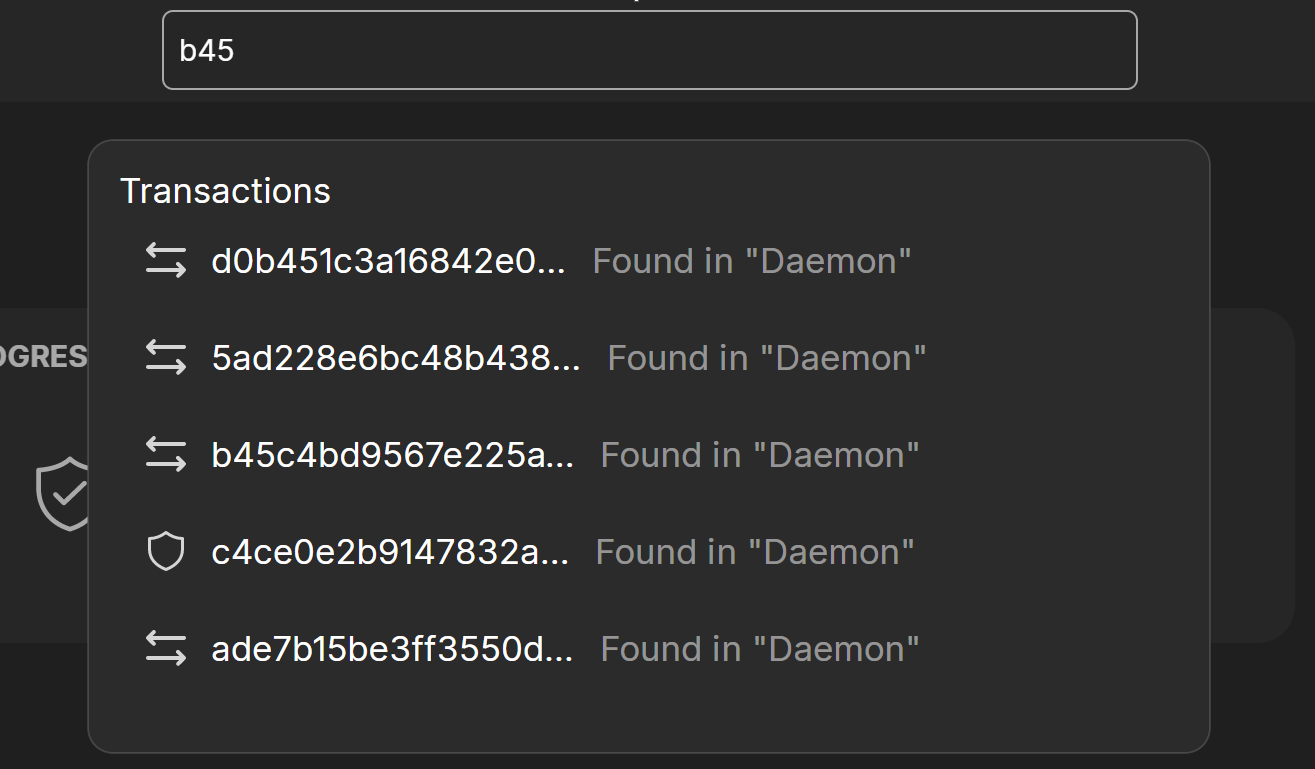 b45
Transactions
d0b451c3a16842e0... Found in "Daemon"
5ad228e6bc48b438... Found in "Daemon"
OGRES
b45c4bd9567e225a... Found in "Daemon"
c4ce0e2b9147832a... Found in "Daemon"
ade7b15be3ff3550d... Found in "Daemon"